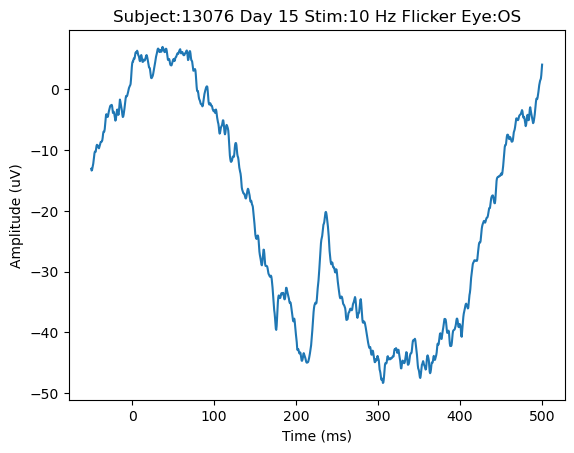 Subject:13076 Day 15 Stim:10 Hz Flicker Eye:OS
Amplitude (uV)
0
−10
−20
−30
−40
−50
0 100 200 300 400 500
Time (ms)